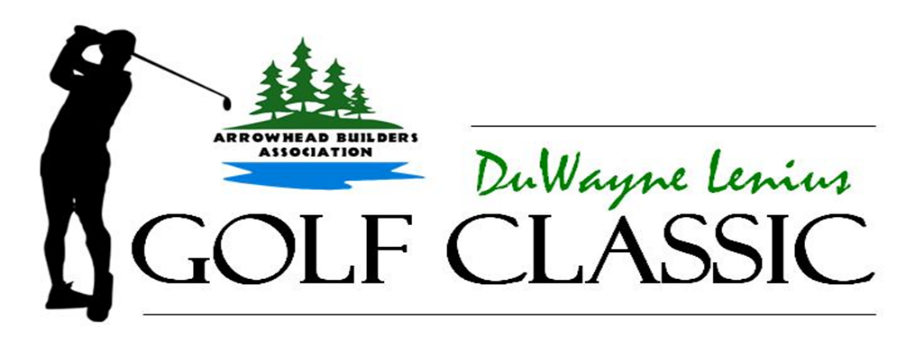 ARROWHEAD BUILDERS
ASSOCIATION
DuWayne Lenius
GOLF CLASSIC